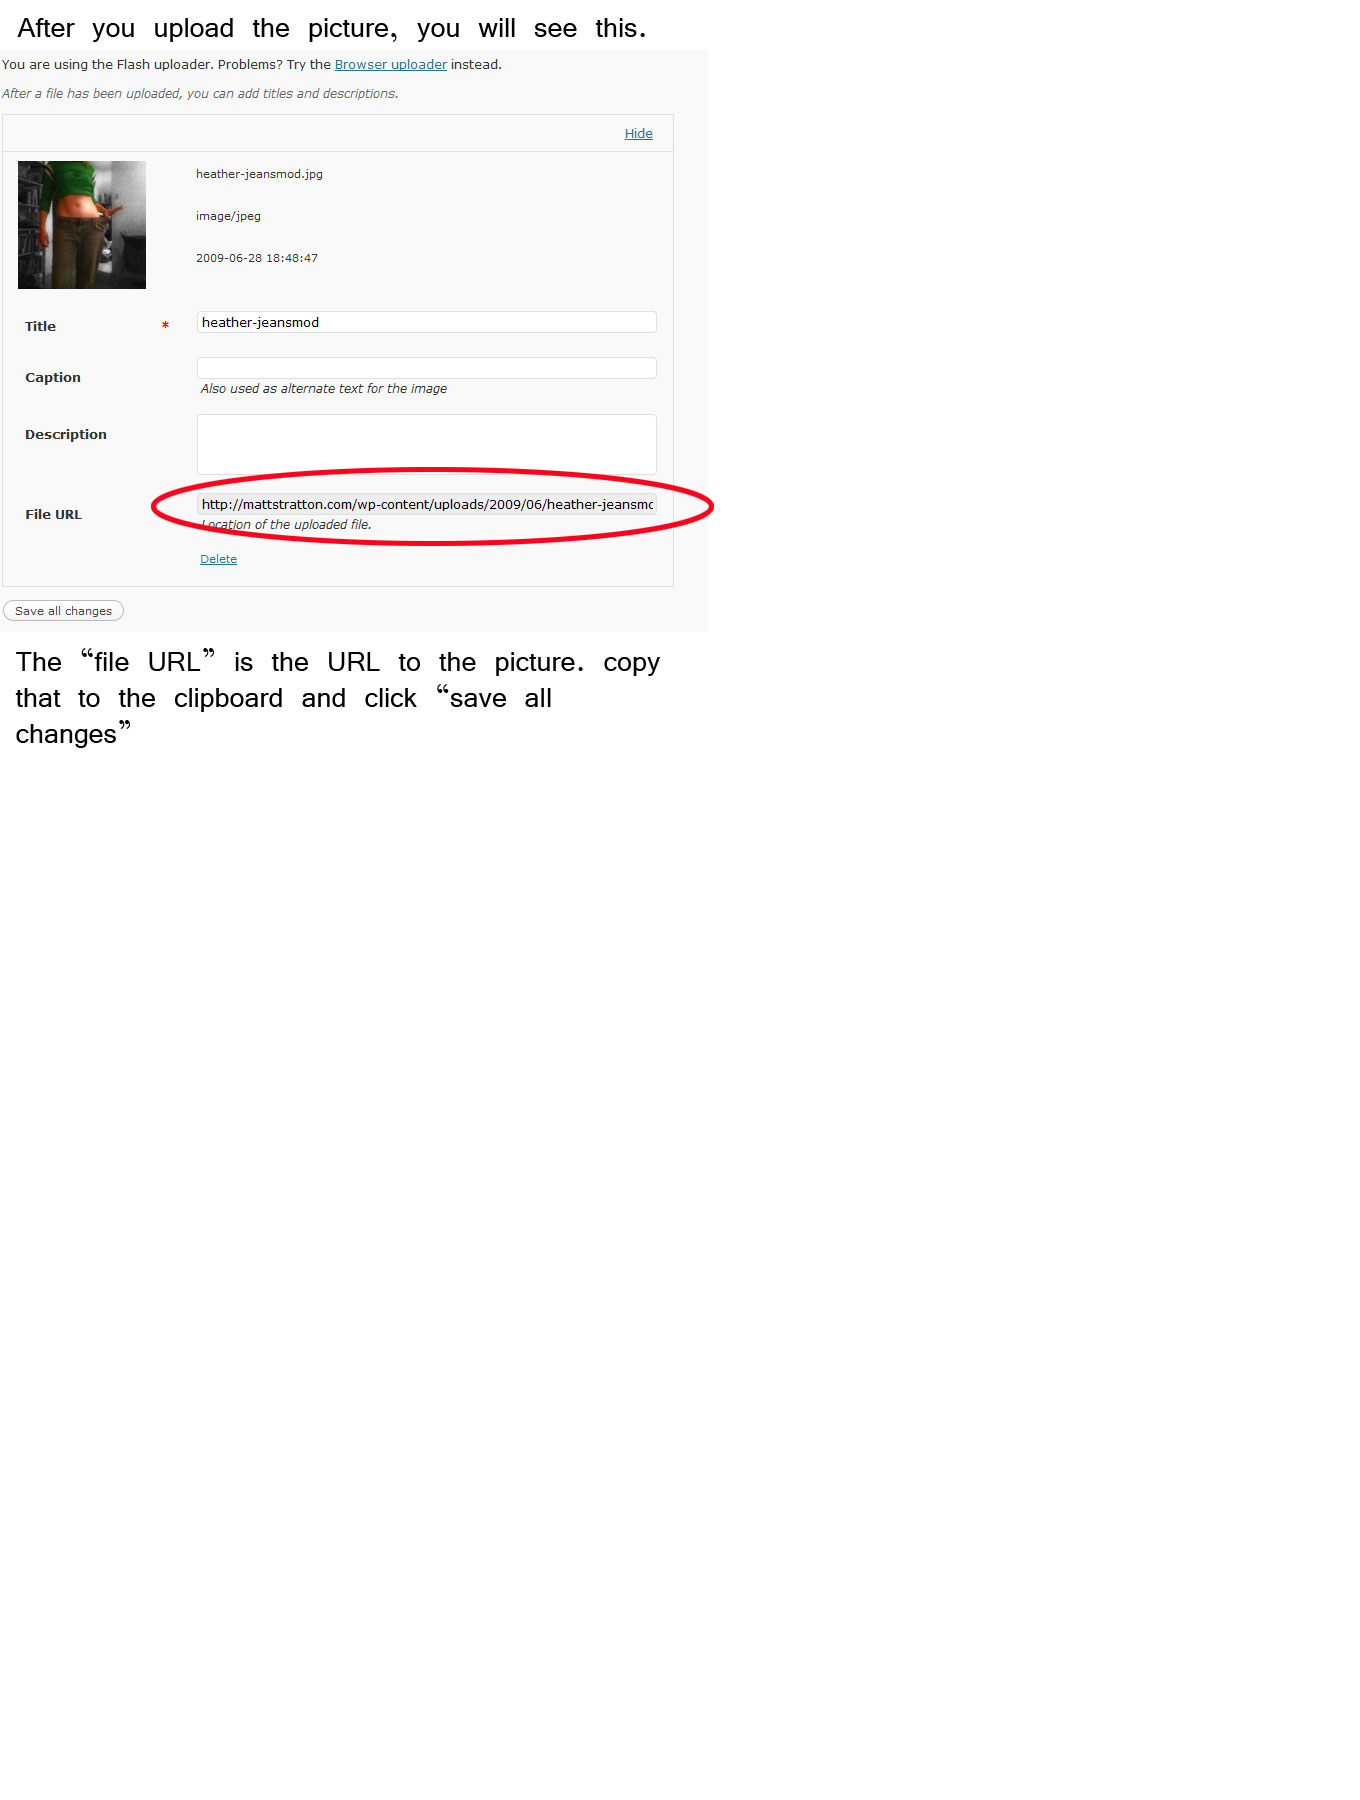 After you upload the picture, you will see this.
You are using the Flash uploader. Problems? Try the Browser uploader instead.
After a file has been uploaded, you can add titles and descriptions.
Hide
heather-jeansmod.jpg
image/jpeg
2009-06-28 18:48:47
Title * heather-jeansmod
Caption
Also used as alternate text for the image
Description
http://mattstratton.com/wp-content/uploads/2009/06/heather-jeansmo
File URL
Location of the uploaded file.
Delete
Save all changes
The “file URL” is the URL to the picture. copy
that to the clipboard and click “save all
changes”